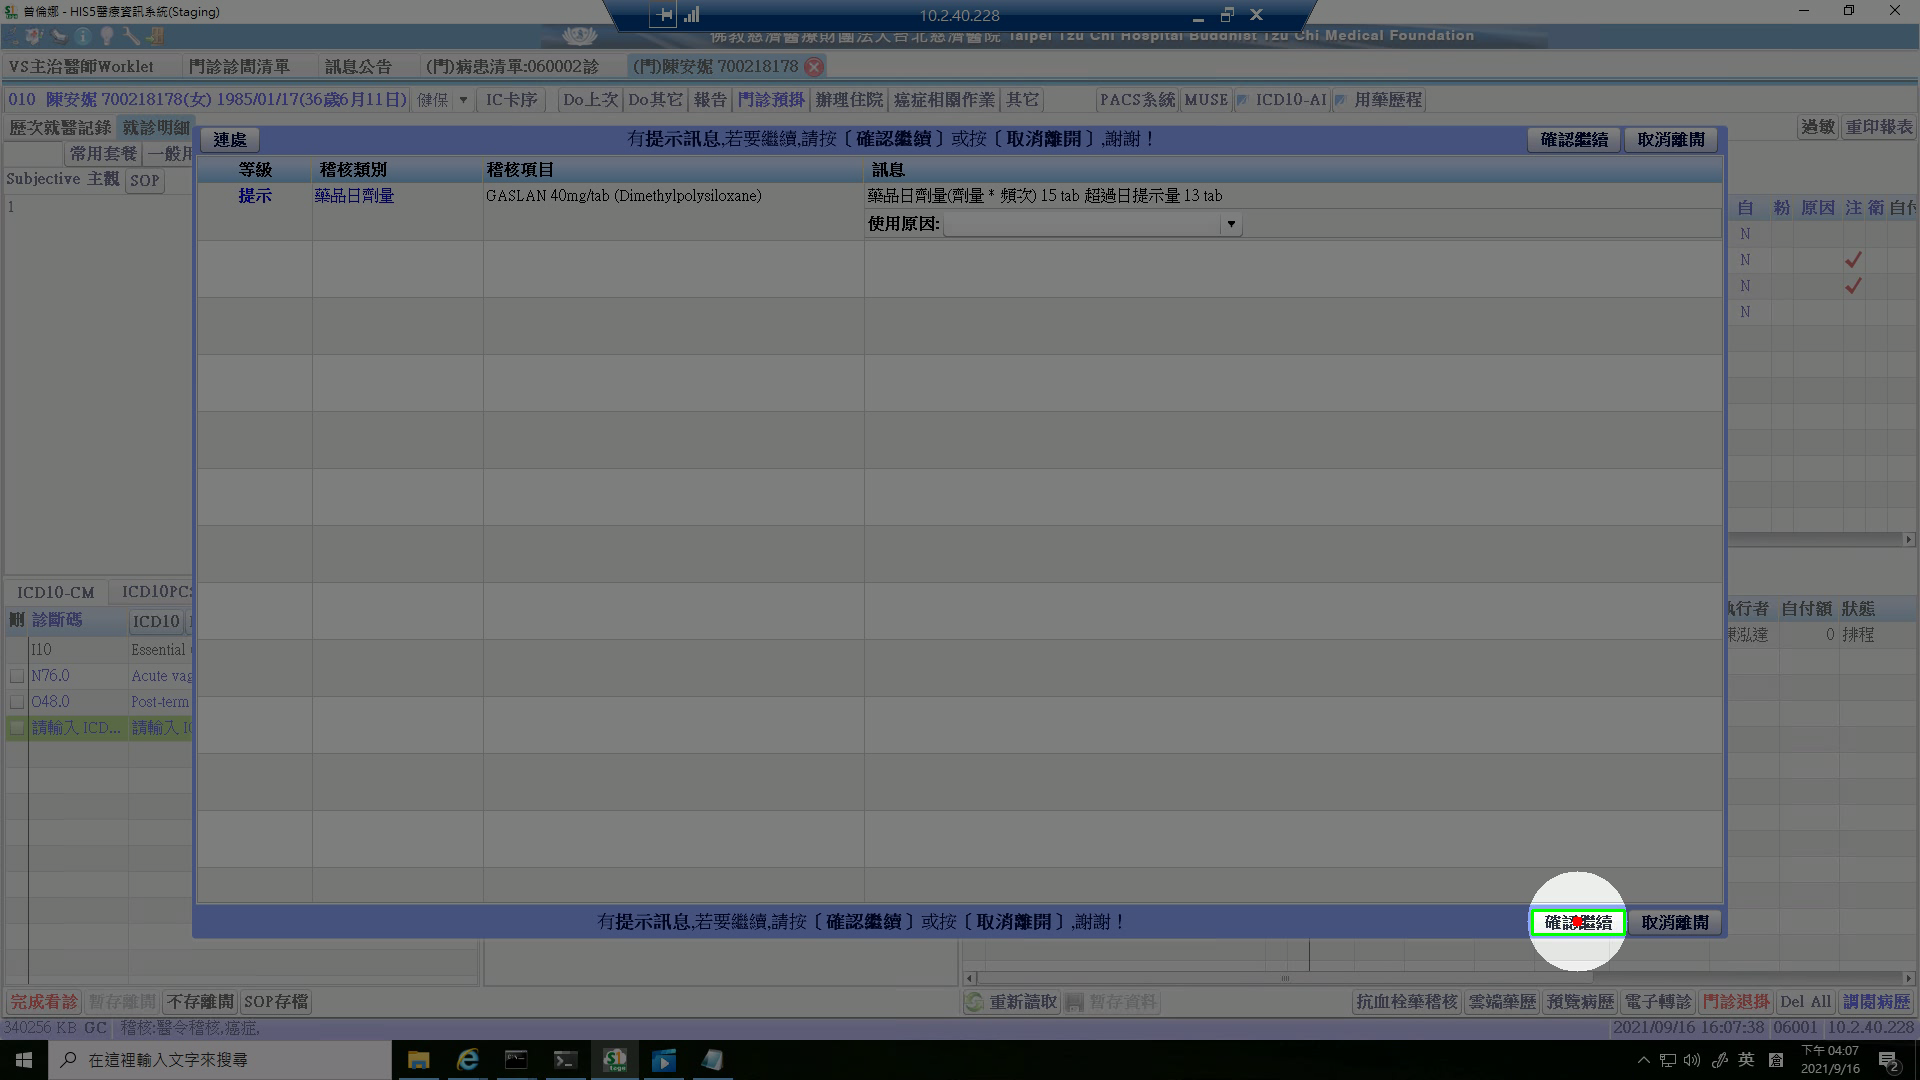 曾倫娜 - HIS5醫療資訊系統(Staging)
10.2.40.228
佛教慈濟醫療財團法人台北慈濟醫院 Taipei Tzu Chi Hospital Buddhist Tzu Chi Medical Foundation
VS主治醫師Worklet 門診診間清單 訊息公告 (門)病患清單:060002診 (門)陳安妮 700218178
010 陳安妮 700218178(女) 1985/01/17(36歲6月11日) 健保 IC卡序 Do上次 Do其它 報告 門診預掛 辦理住院 癌症相關作業 其它 PACS系統 MUSE ICD10-AI 用藥歷程
歷次就醫記錄 就診明細 過敏 重印報表
連處 有提示訊息,若要繼續,請按〔確認繼續〕或按〔取消離開〕,謝謝！ 確認繼續 取消離開
常用套餐 一般用
等級 稽核類別 稽核項目 訊息
Subjective 主觀 SOP
提示 藥品日劑量 GASLAN 40mg/tab (Dimethylpolysiloxane) 藥品日劑量(劑量 * 頻次) 15 tab 超過日提示量 13 tab
1
自 粉 原因 注 衛 自付
使用原因:
N
N
N
N
ICD10-CM ICD10PC
刪 診斷碼 ICD10
執行者 自付額 狀態
陳泓達 0 排程
I10 Essential
N76.0 Acute vag
O48.0 Post-term
請輸入 ICD... 請輸入 I
有提示訊息,若要繼續,請按〔確認繼續〕或按〔取消離開〕,謝謝！ 確認繼續 取消離開
完成看診 暫存離開 不存離開 SOP存檔 重新讀取 暫存資料 抗血栓藥稽核 雲端藥歷 預覽病歷 電子轉診 門診退掛 Del All 調閱病歷
340256 KB GC 稽核:醫令稽核,癌症, 2021/09/16 16:07:38 06001 10.2.40.228
在這裡輸入文字來搜尋 英 下午 04:07
2021/9/16 2